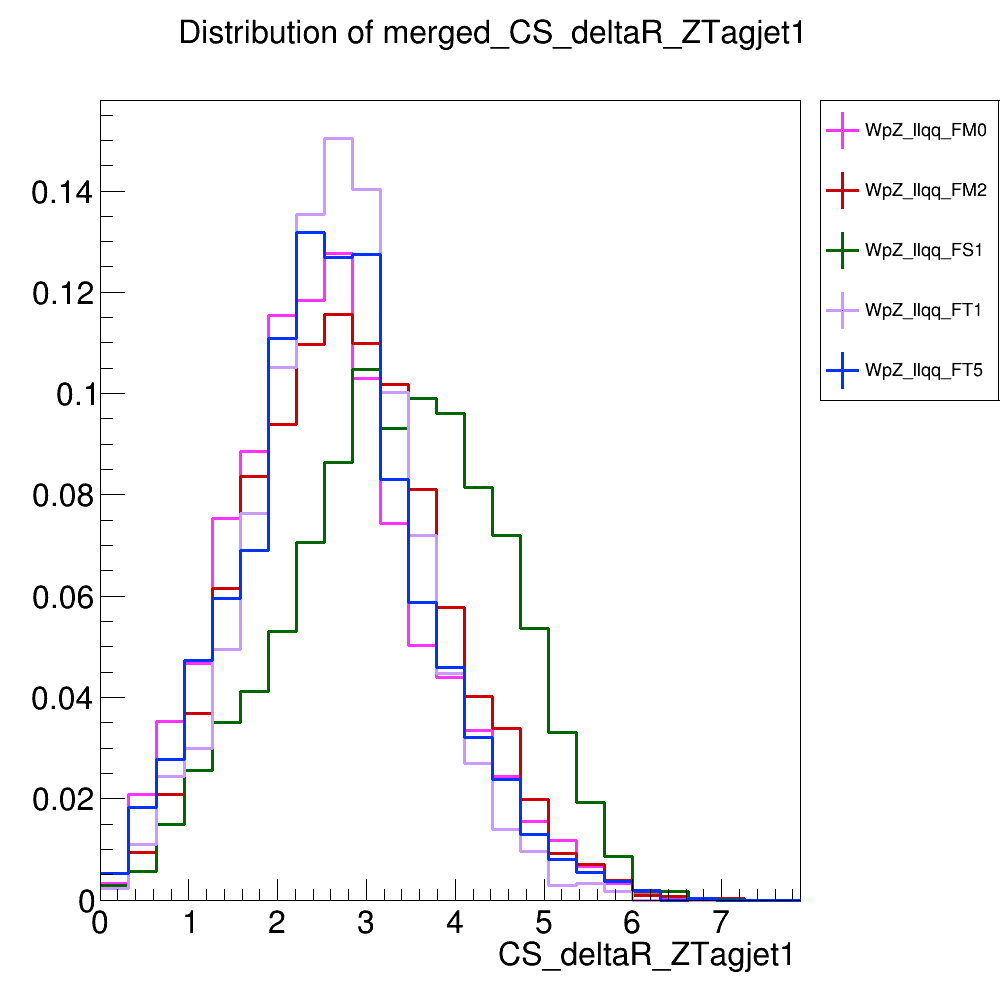 Distribution of merged_CS_deltaR_ZTagjet1
WpZ_llqq_FM0
WpZ_llqq_FM2
WpZ_llqq_FS1
WpZ_llqq_FT1
WpZ_llqq_FT5
0.14
0.12
0.1
0.08
0.06
0.04
0.02
0
0 1 2 3 4 5 6 7
CS_deltaR_ZTagjet1